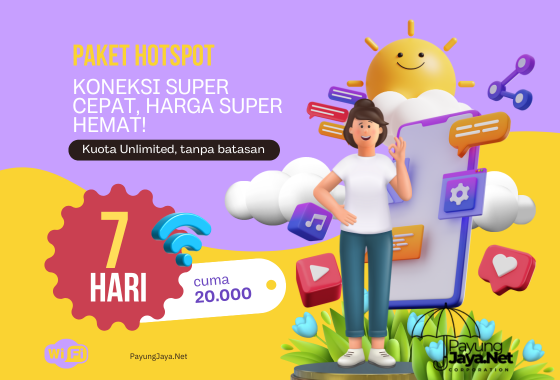 PAKET HOTSPOT
KONEKSI SUPER
CEPAT, HARGA SUPER
HEMAT!
Kuota Unlimited, tanpa batasan
7
HARI
cuma
20.000
WiFi
PayungJaya.Net
Payung
Jaya.Net
CORPORATION